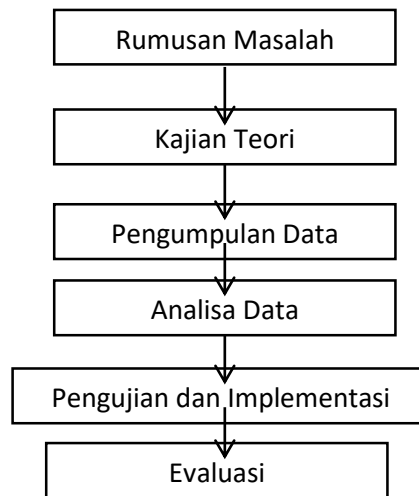 Rumusan Masalah
Kajian Teori
Pengumpulan Data
Analisa Data
Pengujian dan Implementasi
Evaluasi